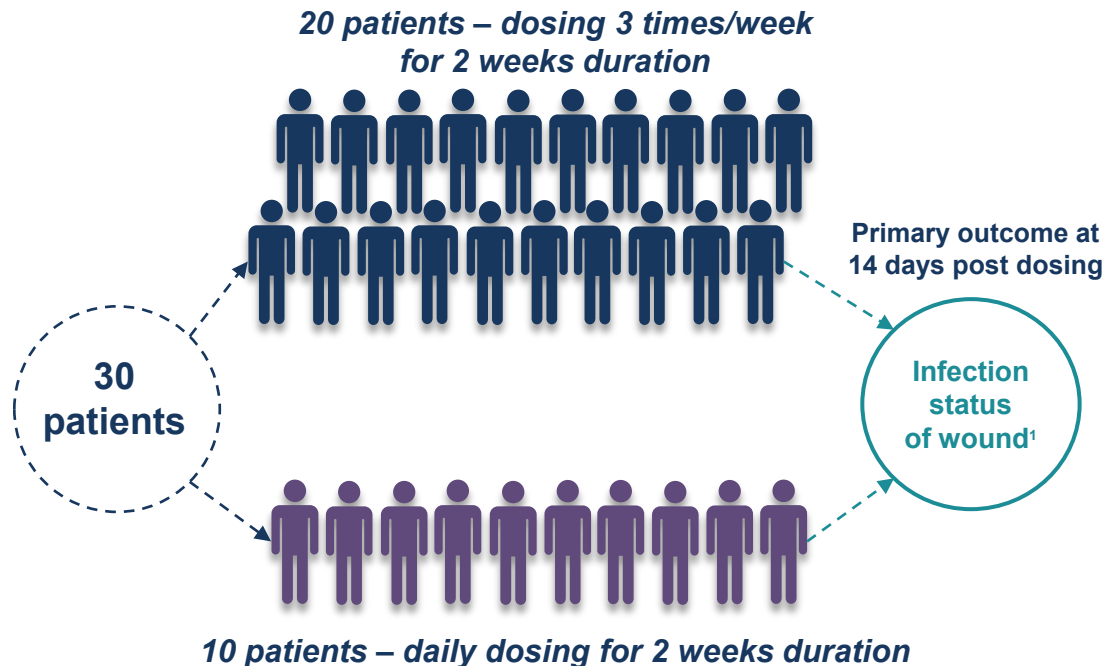 20 patients – dosing 3 times/week
for 2 weeks duration
Primary outcome at
14 days post dosing
30
patients
Infection
status
of wound¹
10 patients – daily dosing for 2 weeks duration